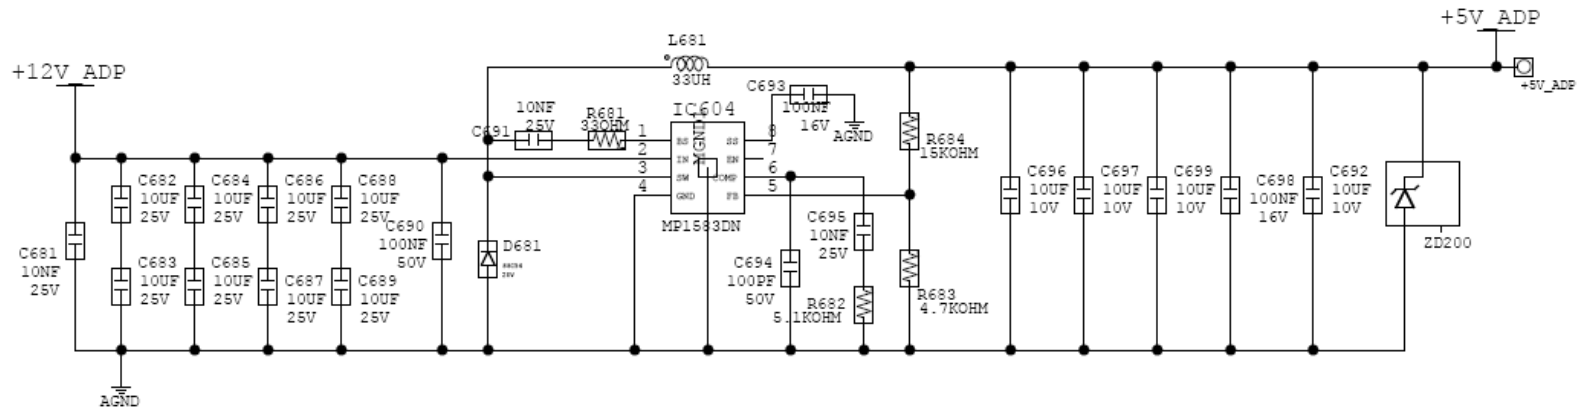 +5V_ADP
+5V_ADP
+12V_ADP
L681
33UH
C693
100NF
16V
AGND
IC604
MGND
10NF
25V
C691
R681
33OHM
1
2
3
4
8
7
6
5
BS
IN
SW
GND
SS
EN
COMP
FB
MP1583DN
R684
15KOHM
C682
10UF
25V
C684
10UF
25V
C686
10UF
25V
C688
10UF
25V
C690
100NF
50V
C681
10NF
25V
C683
10UF
25V
C685
10UF
25V
C687
10UF
25V
C689
10UF
25V
D681
20V
C695
10NF
25V
C694
100PF
50V
R682
5.1KOHM
R683
4.7KOHM
C696
10UF
10V
C697
10UF
10V
C699
10UF
10V
C698
100NF
16V
C692
10UF
10V
ZD200
AGND